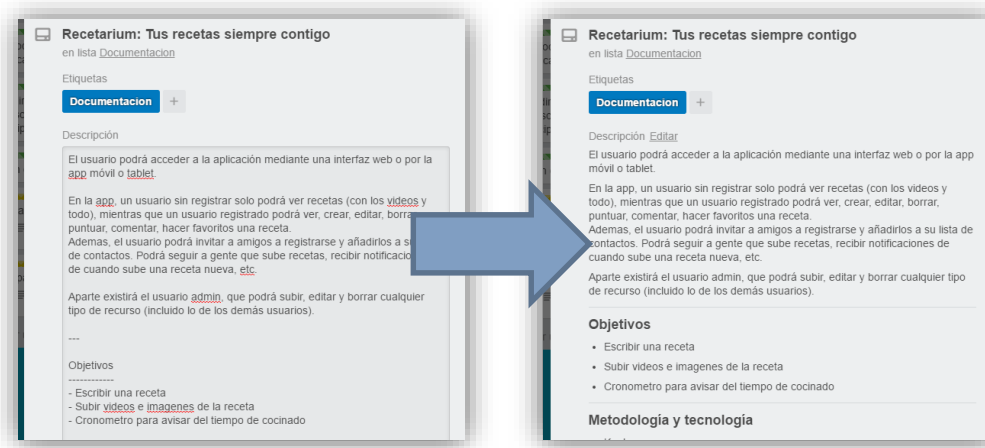 Recetarium: Tus recetas siempre contigo
en lista Documentacion
Etiquetas
Documentacion +
Descripción
El usuario podrá acceder a la aplicación mediante una interfaz web o por la
app móvil o tablet.
En la app, un usuario sin registrar solo podrá ver recetas (con los videos y
todo), mientras que un usuario registrado podrá ver, crear, editar, borrar,
puntuar, comentar, hacer favoritos una receta.
Ademas, el usuario podrá invitar a amigos a registrarse y añadirlos a su
de contactos. Podrá seguir a gente que sube recetas, recibir
de cuando sube una receta nueva, etc.
Aparte existirá el usuario admin, que podrá subir, editar y borrar cualquier
tipo de recurso (incluido lo de los demás usuarios).
---
Objetivos
------------
- Escribir una receta
- Subir videos e imagenes de la receta
- Cronometro para avisar del tiempo de cocinado
Recetarium: Tus recetas siempre contigo
en lista Documentacion
Etiquetas
Documentacion +
Descripción Editar
El usuario podrá acceder a la aplicación mediante una interfaz web o por la app
móvil o tablet.
En la app, un usuario sin registrar solo podrá ver recetas (con los videos y
todo), mientras que un usuario registrado podrá ver, crear, editar, borrar,
puntuar, comentar, hacer favoritos una receta.
Ademas, el usuario podrá invitar a amigos a registrarse y añadirlos a su lista de
contactos. Podrá seguir a gente que sube recetas, recibir notificaciones de
cuando sube una receta nueva, etc.
Aparte existirá el usuario admin, que podrá subir, editar y borrar cualquier tipo
de recurso (incluido lo de los demás usuarios).
Objetivos
• Escribir una receta
• Subir videos e imagenes de la receta
• Cronometro para avisar del tiempo de cocinado
Metodología y tecnología